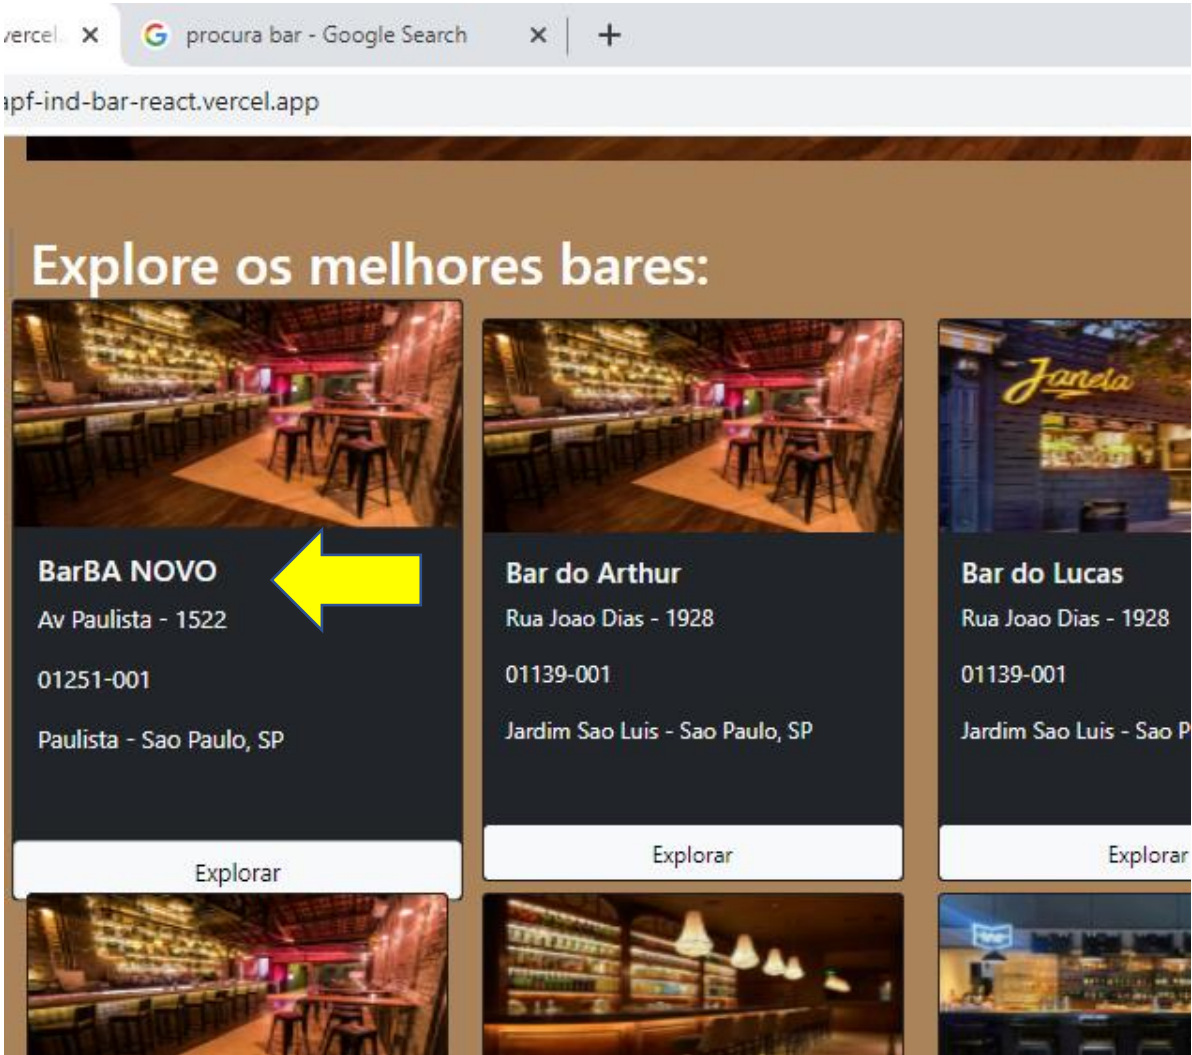 vercel.
procura bar - Google Search
apf-ind-bar-react.vercel.app
Explore os melhores bares:
Janela
BarBA NOVO
Av Paulista - 1522
01251-001
Paulista - Sao Paulo, SP
Explorar
Bar do Arthur
Rua Joao Dias - 1928
01139-001
Jardim Sao Luis - Sao Paulo, SP
Explorar
Bar do Lucas
Rua Joao Dias - 1928
01139-001
Jardim Sao Luis - Sao P
Explorar